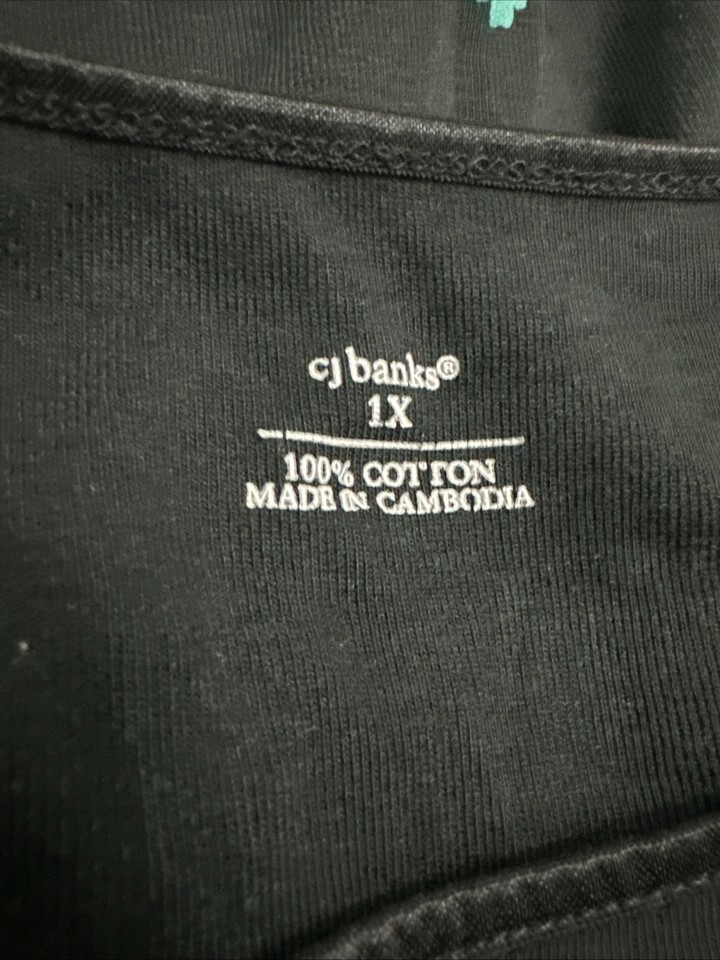 cj banks®
1X
100% COTTON
MADE IN CAMBODIA